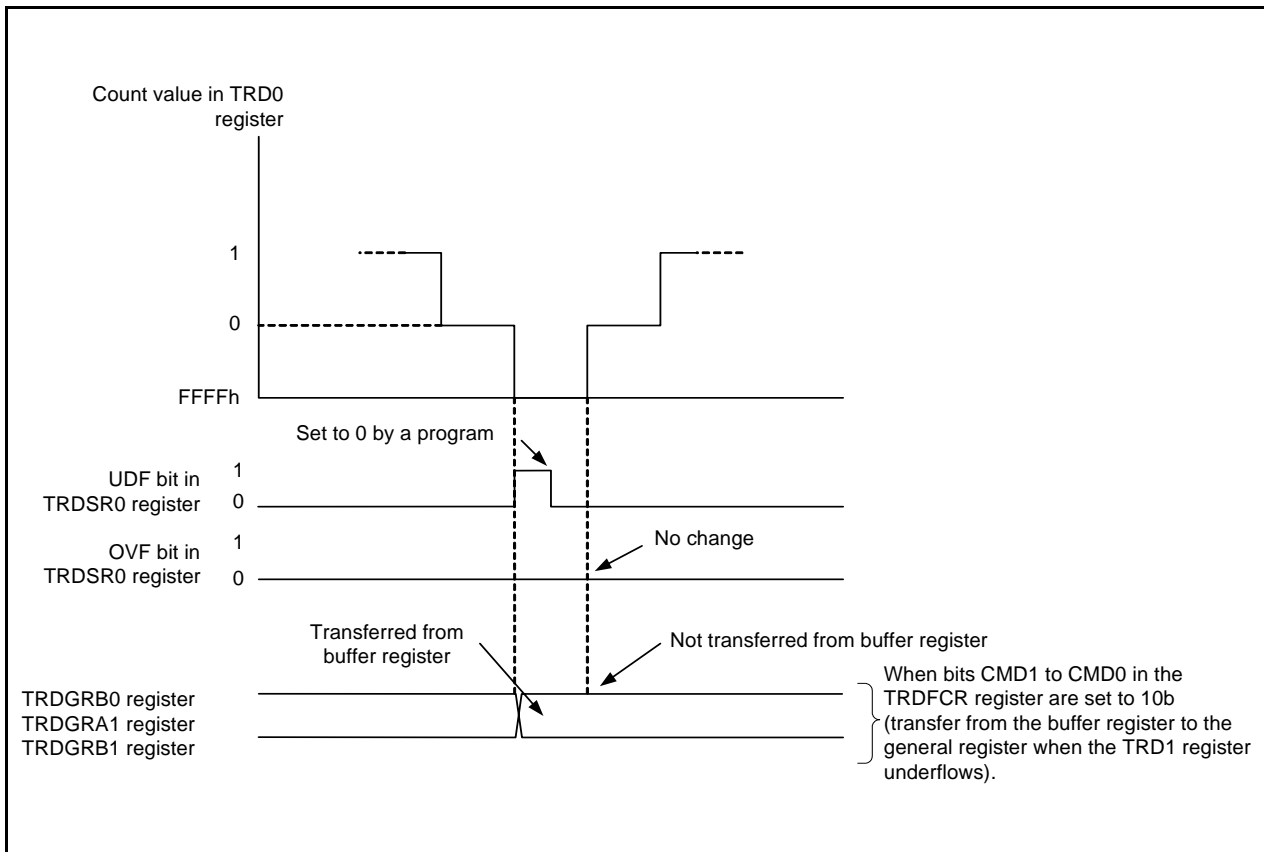 Count value in TRD0
register
1
0
FFFFh
Set to 0 by a program
UDF bit in
TRDSR0 register
1
0
No change
OVF bit in
TRDSR0 register
1
0
Transferred from
buffer register
Not transferred from buffer register
TRDGRB0 register
TRDGRA1 register
TRDGRB1 register
When bits CMD1 to CMD0 in the
TRDFCR register are set to 10b
(transfer from the buffer register to the
general register when the TRD1 register
underflows).